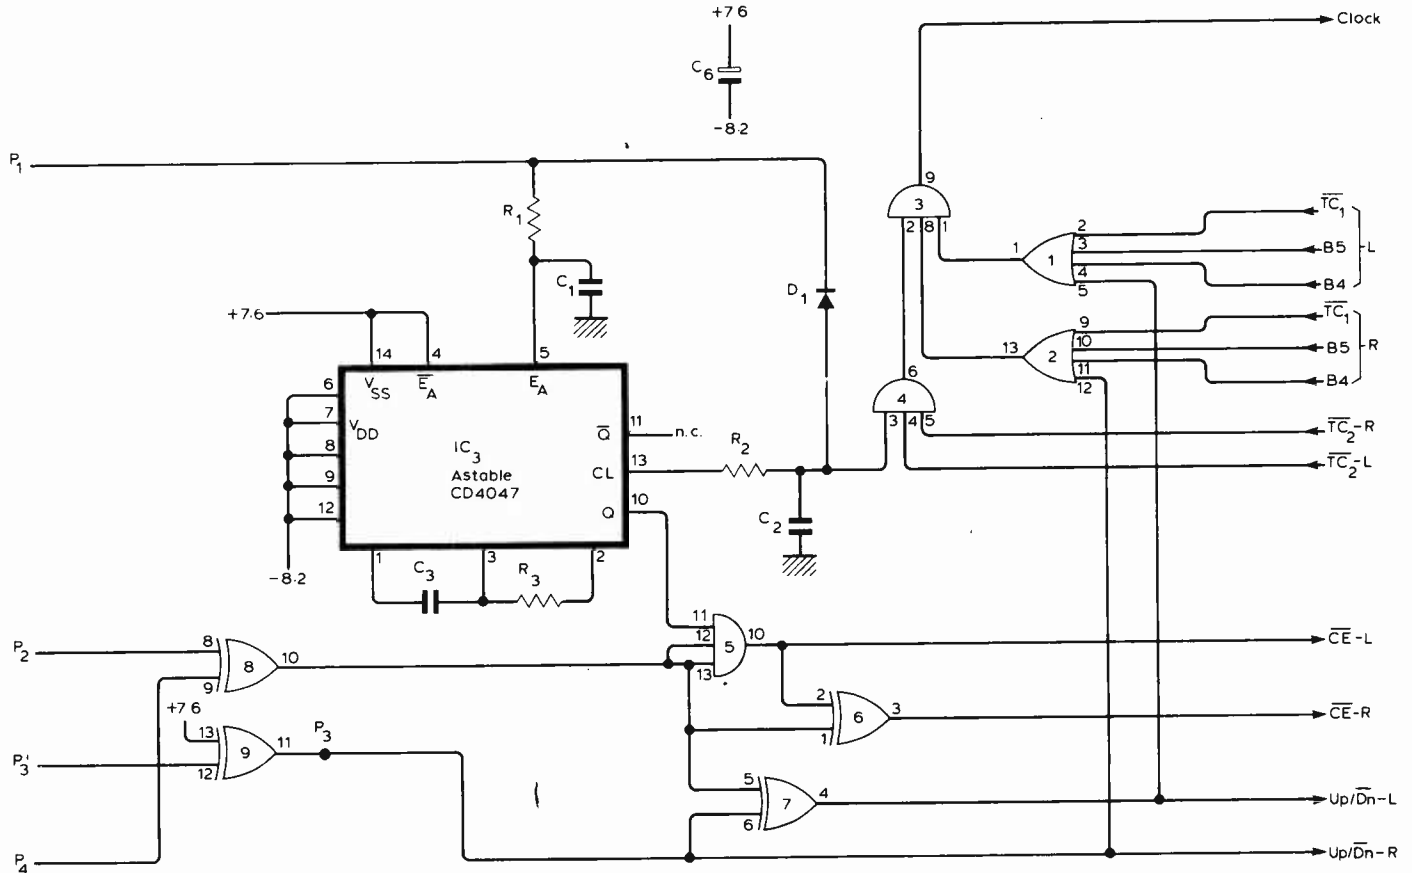 +7.6
Clock
C6
-8.2
P1
9
3
2 8 1
R1
TC1
2
1
3
B5
L
1
4
C1
B4
5
D1
+7.6
TC1
9
10
B5
R
13
2
11
B4
12
14
4
5
VSS
EA
EA
6
6
7
VDD
4
3 4 5
TC2-R
8
Q
11
n.c.
R2
IC3
Astable
CD4047
9
CL
13
TC2-L
12
Q
10
C2
1
3
2
-8.2
C3
R3
11
P2
8
12
10
CE-L
8
10
5
9
13
+7 6
2
3
CE-R
6
13
P3
11
1
9
P3'
12
5
4
Up/Dn-L
7
6
P4
Up/Dn-R